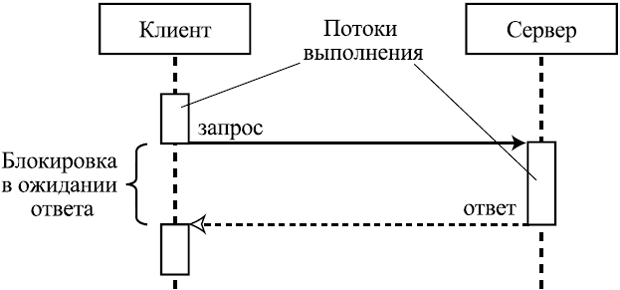 Клиент
Потоки
выполнения
Сервер
запрос
Блокировка
в ожидании
ответа
ответ